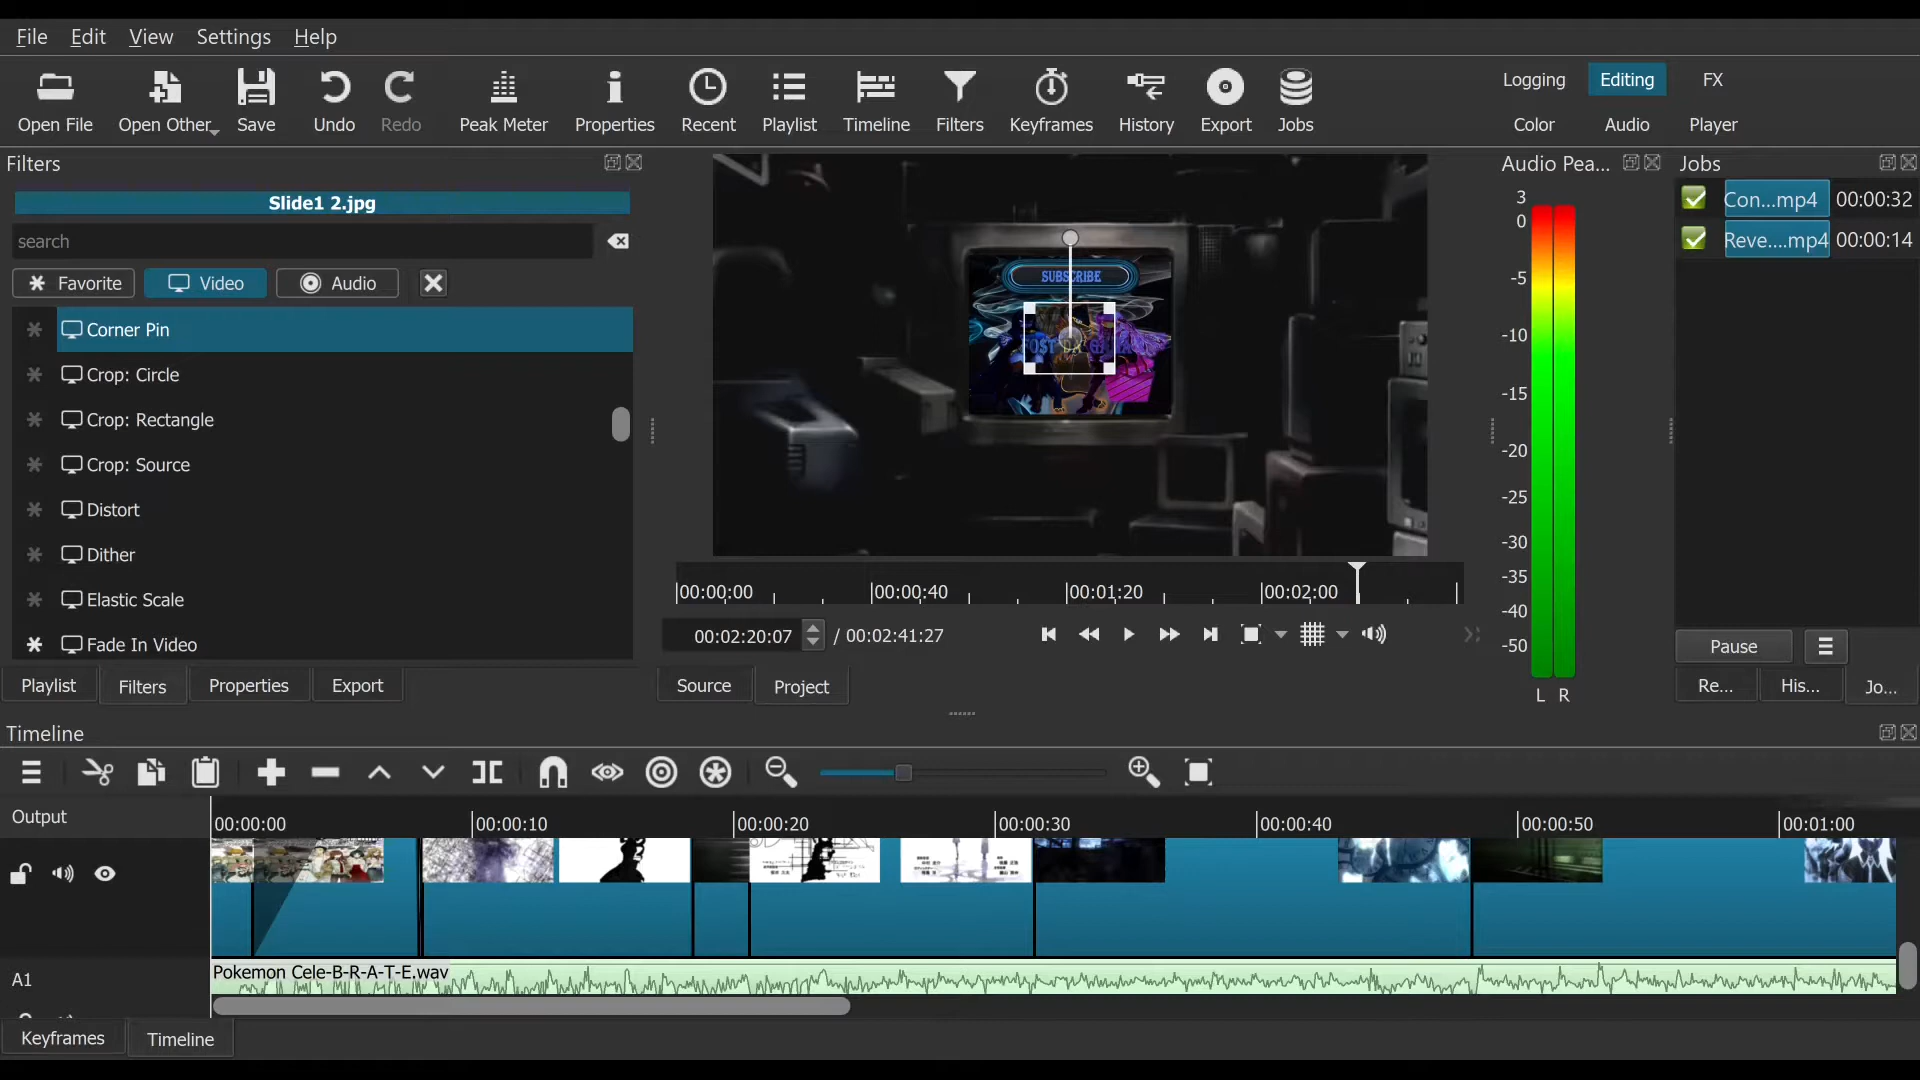 File Edit View Settings Help
Open File Open Other... Save Undo Redo Peak Meter Properties Recent Playlist Timeline Filters Keyframes History Export Jobs
Logging Editing FX
Color Audio Player
Filters
Slide1 2.jpg
search
Favorite Video Audio
Corner Pin
Crop: Circle
Crop: Rectangle
Crop: Source
Distort
Dither
Elastic Scale
Fade In Video
Playlist Filters Properties Export
SUBSCRIBE
00:00:00 00:00:40 00:01:20 00:02:00
00:02:20:07 / 00:02:41:27
Source Project
Audio Pea...
3
0
-5
-10
-15
-20
-25
-30
-35
-40
-50
L R
Jobs
Con...mp4 00:00:32
Reve....mp4 00:00:14
Pause
Re... His... Jo...
Timeline
Output
00:00:00 00:00:10 00:00:20 00:00:30 00:00:40 00:00:50 00:01:00
A1
Pokemon Cele-B-R-A-T-E.wav
Keyframes Timeline